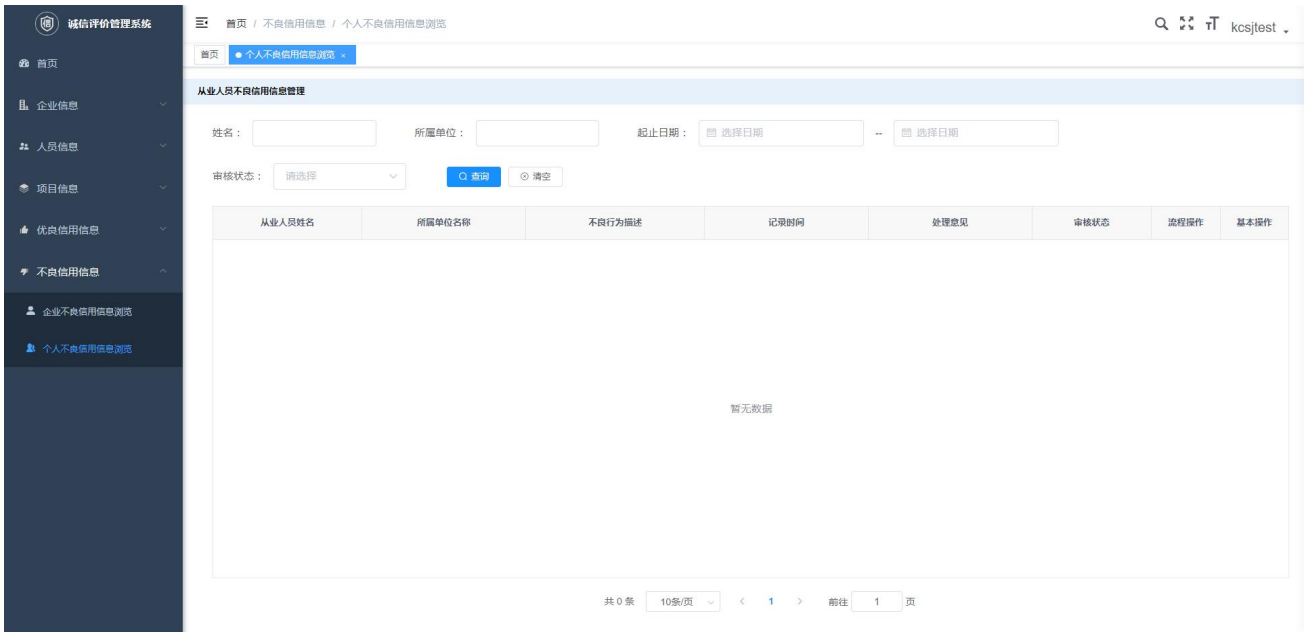 诚信评价管理系统
首页 / 不良信用信息 / 个人不良信用信息浏览
kcsjtest
首页
个人不良信用信息浏览 ×
首页
企业信息
人员信息
项目信息
优良信用信息
不良信用信息
企业不良信用信息浏览
个人不良信用信息浏览
从业人员不良信用信息管理
姓名：
所属单位：
起止日期： 选择日期 -- 选择日期
审核状态： 请选择 查询 清空
从业人员姓名 所属单位名称 不良行为描述 记录时间 处理意见 审核状态 流程操作 基本操作
暂无数据
共 0 条 10条/页 < 1 > 前往 1 页